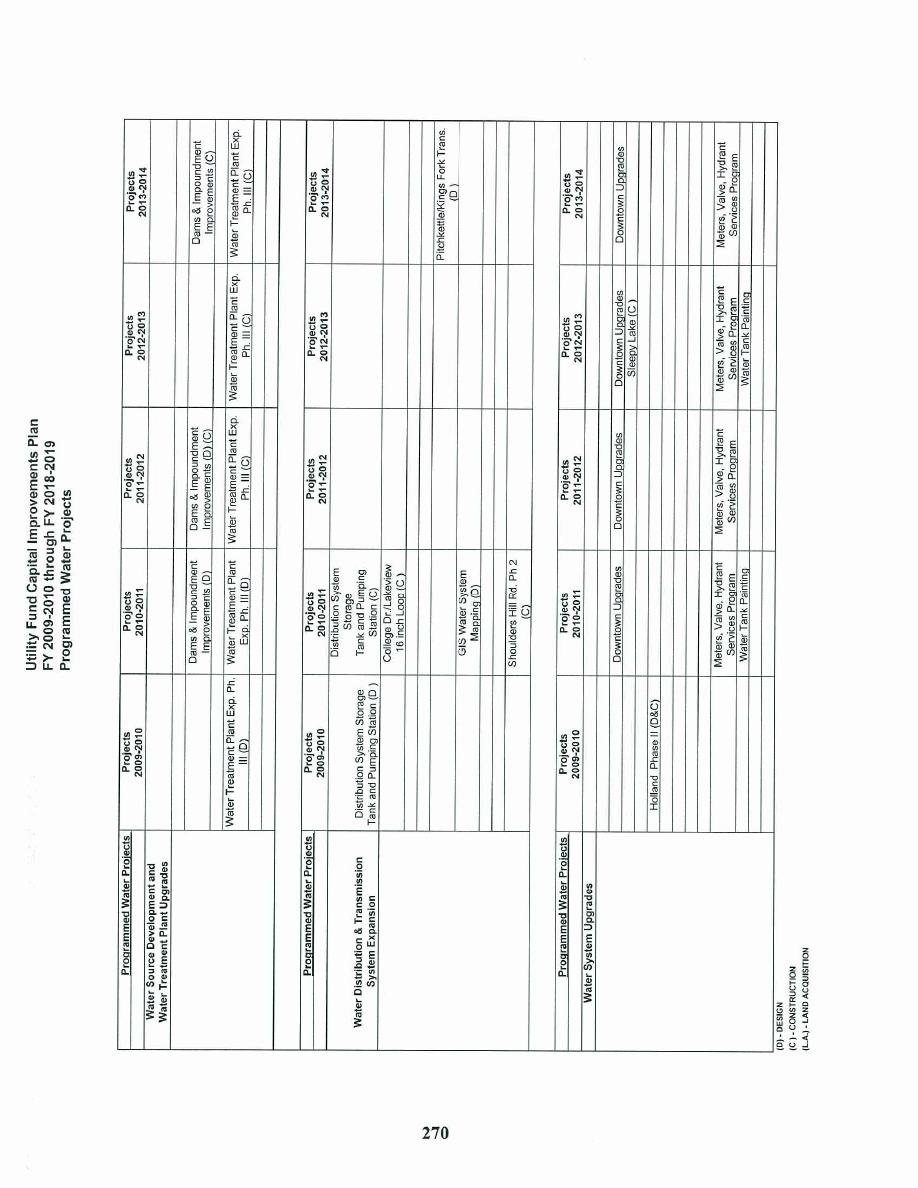 Utility Fund Capital Improvements Plan
FY 2009-2010 through FY 2018-2019
Programmed Water Projects
Programmed Water Projects
Projects
2009-2010
Projects
2010-2011
Projects
2011-2012
Projects
2012-2013
Projects
2013-2014
Water Source Development and
Water Treatment Plant Upgrades
Dams & Impoundment
Improvements (D)
Dams & Impoundment
Improvements (D) (C)
Dams & Impoundment
Improvements (C)
Water Treatment Plant Exp. Ph.
III (D)
Water Treatment Plant
Exp. Ph. III (D)
Water Treatment Plant Exp.
Ph. III (C)
Water Treatment Plant Exp.
Ph. III (C)
Water Treatment Plant Exp.
Ph. III (C)
Programmed Water Projects
Projects
2009-2010
Projects
2010-2011
Projects
2011-2012
Projects
2012-2013
Projects
2013-2014
Water Distribution & Transmission
System Expansion
Distribution System Storage
Tank and Pumping Station (D )
Distribution System
Storage
Tank and Pumping
Station (C)
College Dr./Lakeview
16 inch Loop (C )
Pitchkettle/Kings Fork Trans.
(D )
GIS Water System
Mapping (D)
Shoulders Hill Rd. Ph 2
(C)
Programmed Water Projects
Projects
2009-2010
Projects
2010-2011
Projects
2011-2012
Projects
2012-2013
Projects
2013-2014
Water System Upgrades
Downtown Upgrades
Downtown Upgrades
Downtown Upgrades
Sleepy Lake (C )
Downtown Upgrades
Holland Phase II (D&C)
Meters, Valve, Hydrant
Services Program
Water Tank Painting
Meters, Valve, Hydrant
Services Program
Meters, Valve, Hydrant
Services Program
Water Tank Painting
Meters, Valve, Hydrant
Services Program
(D) - DESIGN
(C ) - CONSTRUCTION
(L.A.) - LAND ACQUISITION
270